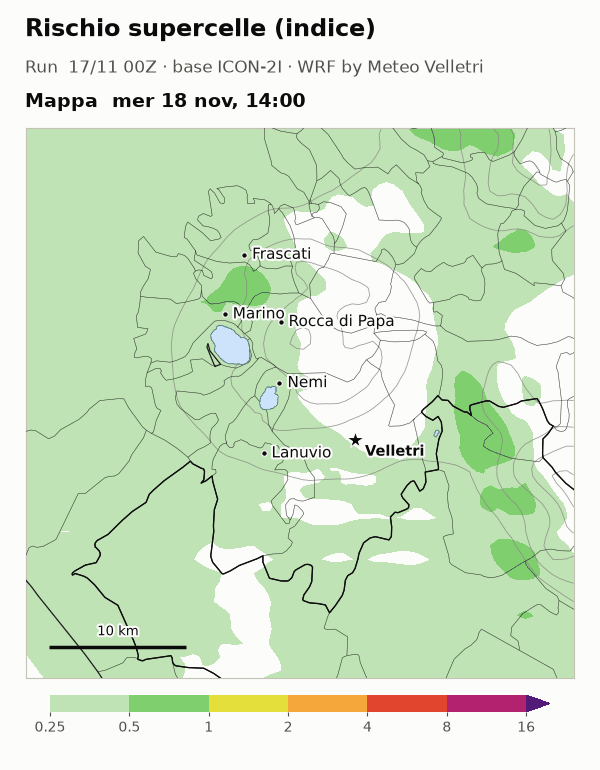 Rischio supercelle (indice)
Run  17/11 00Z · base ICON-2I · WRF by Meteo Velletri
Mappa  mer 18 nov, 14:00
Frascati
Marino
Rocca di Papa
Nemi
Velletri
Lanuvio
10 km
0.25 0.5 1 2 4 8 16